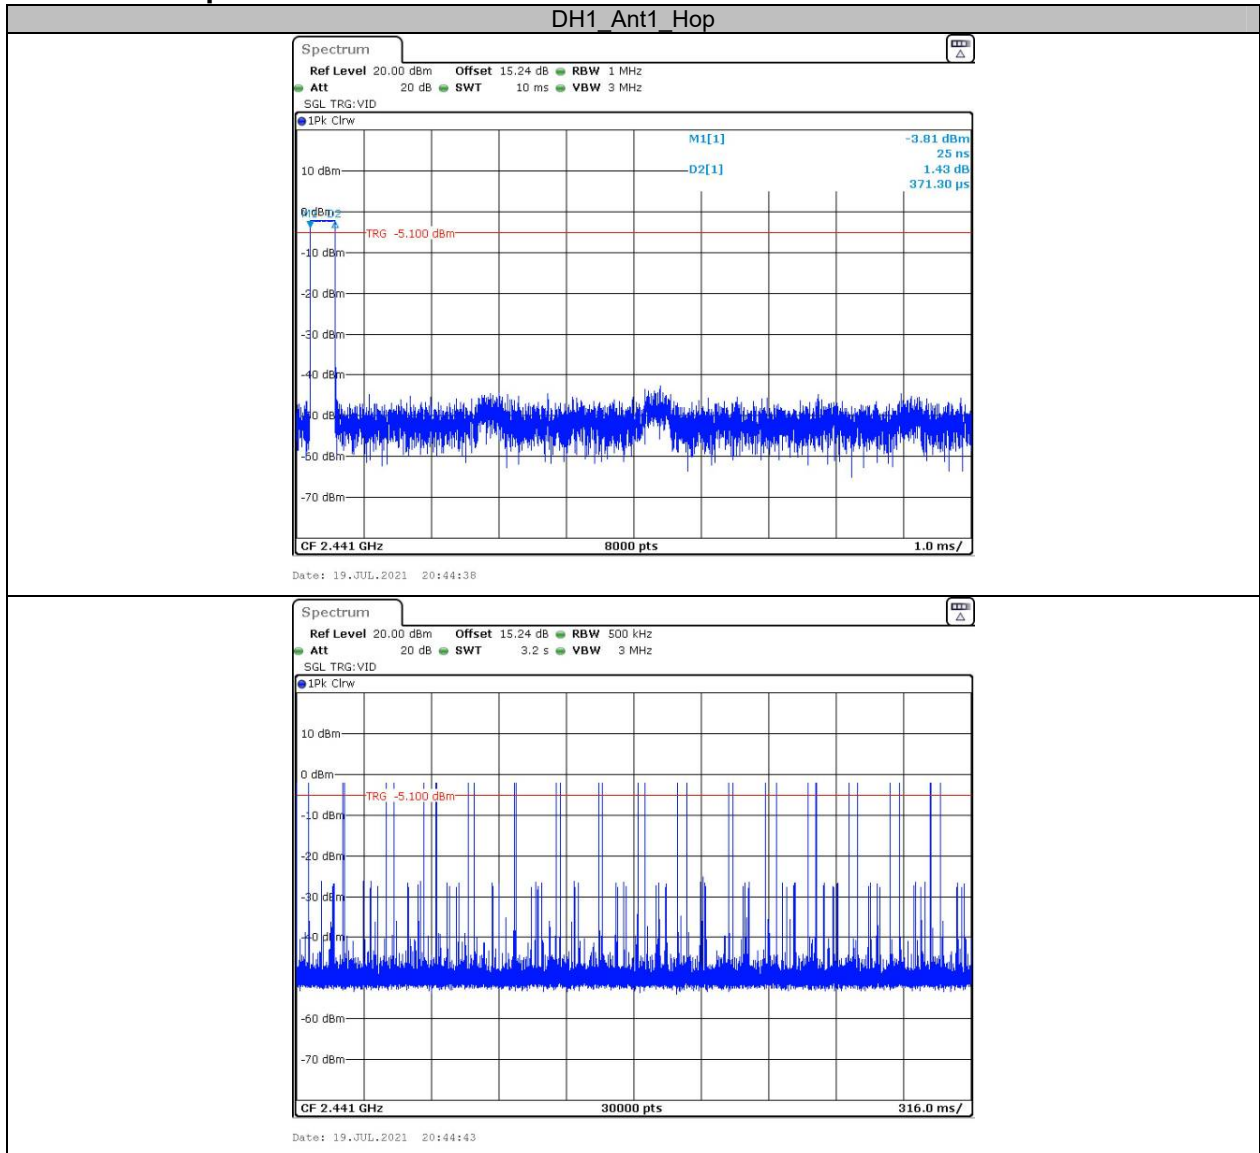 DH1_Ant1_Hop
Spectrum
Ref Level 20.00 dBm Offset 15.24 dB RBW 1 MHz
Att 20 dB SWT 10 ms VBW 3 MHz
SGL TRG:VID
1Pk Clrw
M1[1] -3.81 dBm
25 ns
D2[1] 1.43 dB
371.30 µs
10 dBm
0 dBm
M1 D2
TRG -5.100 dBm
-10 dBm
-20 dBm
-30 dBm
-40 dBm
-50 dBm
-70 dBm
CF 2.441 GHz 8000 pts 1.0 ms/
Date: 19.JUL.2021 20:44:38
Spectrum
Ref Level 20.00 dBm Offset 15.24 dB RBW 500 kHz
Att 20 dB SWT 3.2 s VBW 3 MHz
SGL TRG:VID
1Pk Clrw
10 dBm
0 dBm
TRG -5.100 dBm
-10 dBm
-20 dBm
-30 dBm
-40 dBm
-60 dBm
-70 dBm
CF 2.441 GHz 30000 pts 316.0 ms/
Date: 19.JUL.2021 20:44:43